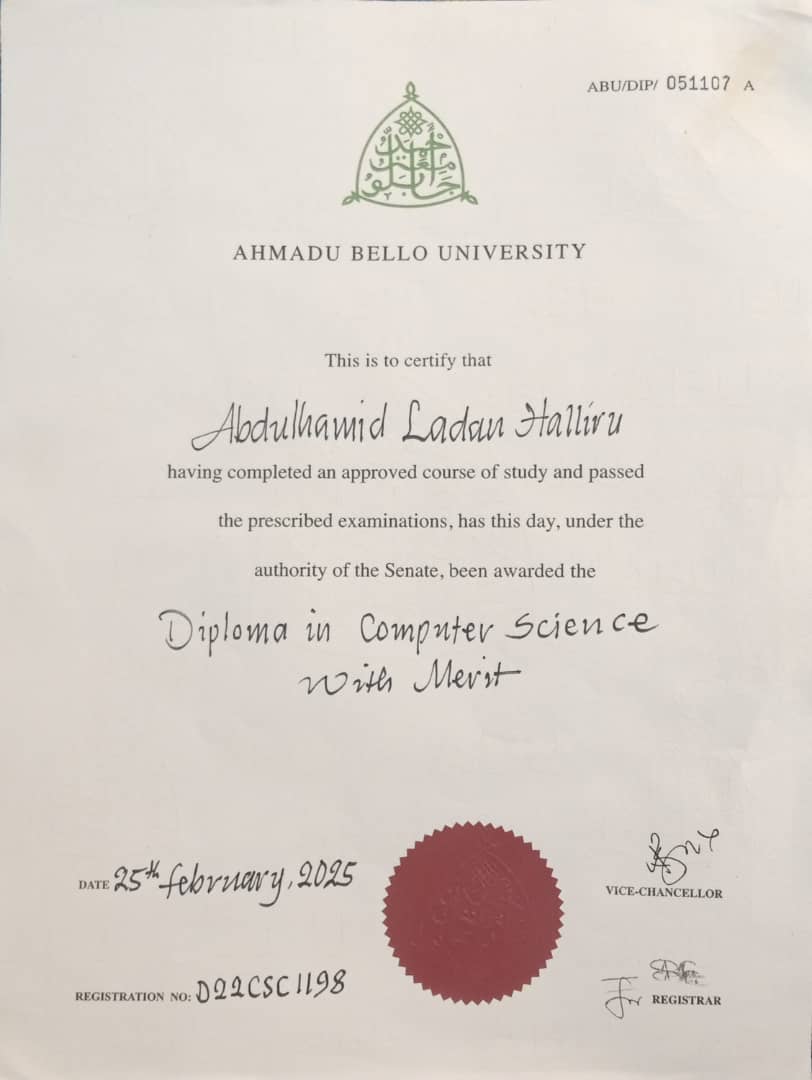 ABU/DIP/ 051107 A
AHMADU BELLO UNIVERSITY
This is to certify that
Abdulhamid Ladan Halliru
having completed an approved course of study and passed
the prescribed examinations, has this day, under the
authority of the Senate, been awarded the
Diploma in Computer Science
With Merit
DATE 25th february, 2025
VICE-CHANCELLOR
REGISTRATION NO: D22CSC1198
For REGISTRAR